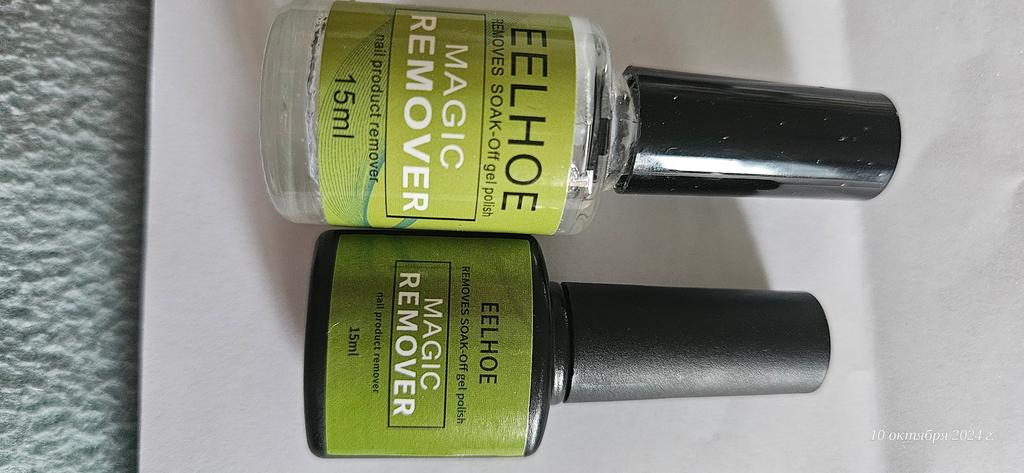 EELHOE
REMOVES SOAK-Off gel polish
MAGIC
REMOVER
nail product remover
15ml
EELHOE
REMOVES SOAK-Off gel polish
MAGIC
REMOVER
nail product remover
15ml
10 октября 2024 г.